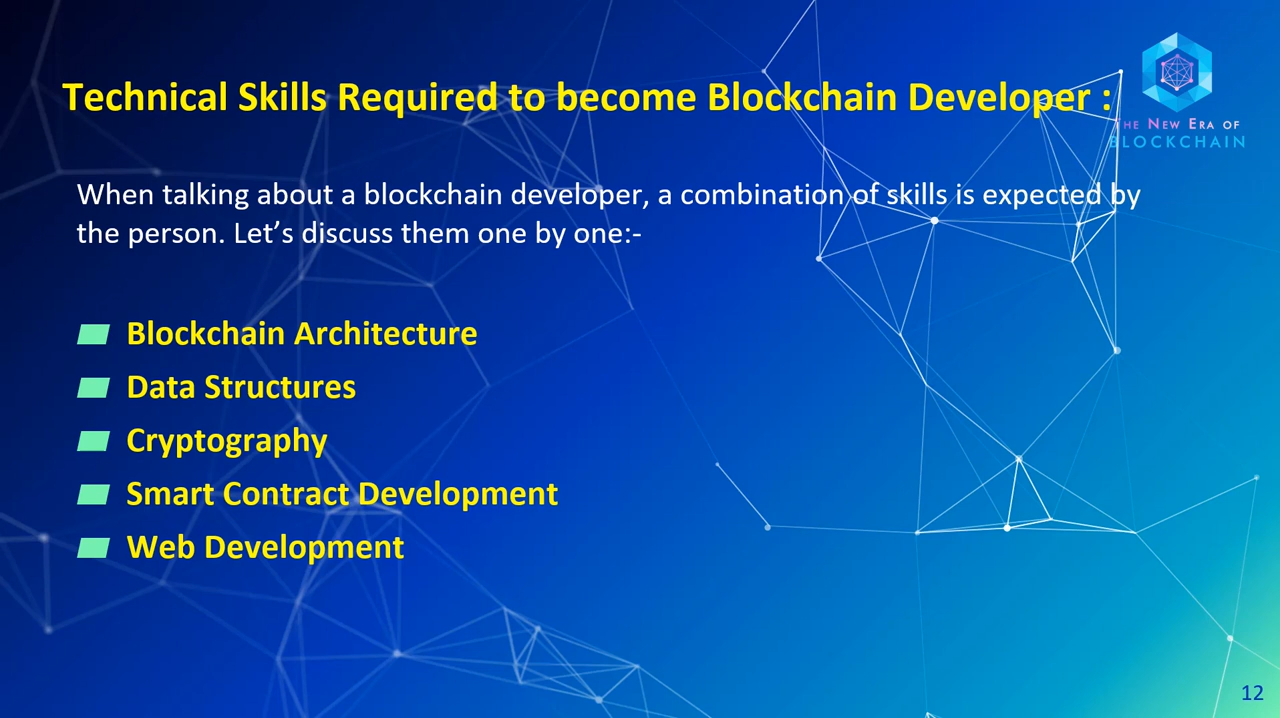 Technical Skills Required to become Blockchain Developer :
THE NEW ERA OF
BLOCKCHAIN
When talking about a blockchain developer, a combination of skills is expected by
the person. Let’s discuss them one by one:-
Blockchain Architecture
Data Structures
Cryptography
Smart Contract Development
Web Development
12